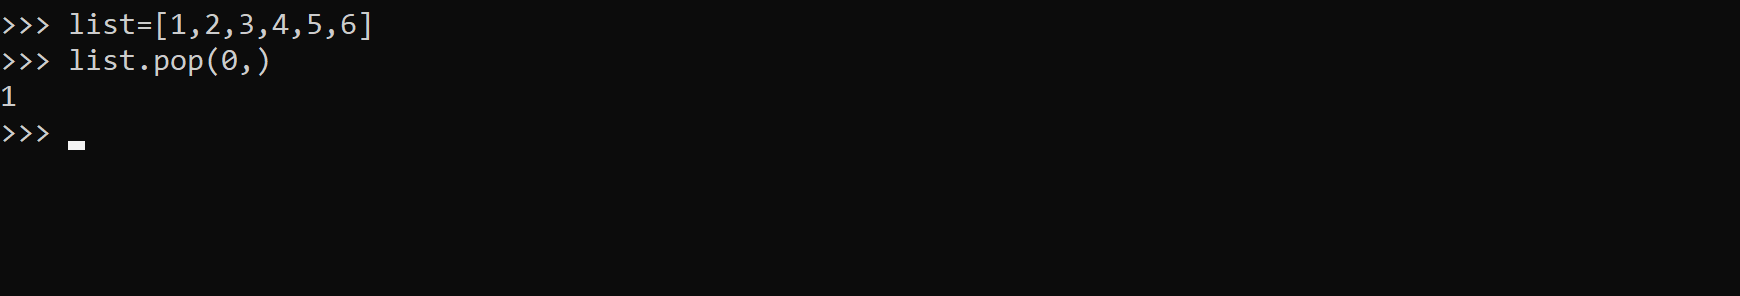 >>> list=[1,2,3,4,5,6]
>>> list.pop(0,)
1
>>>